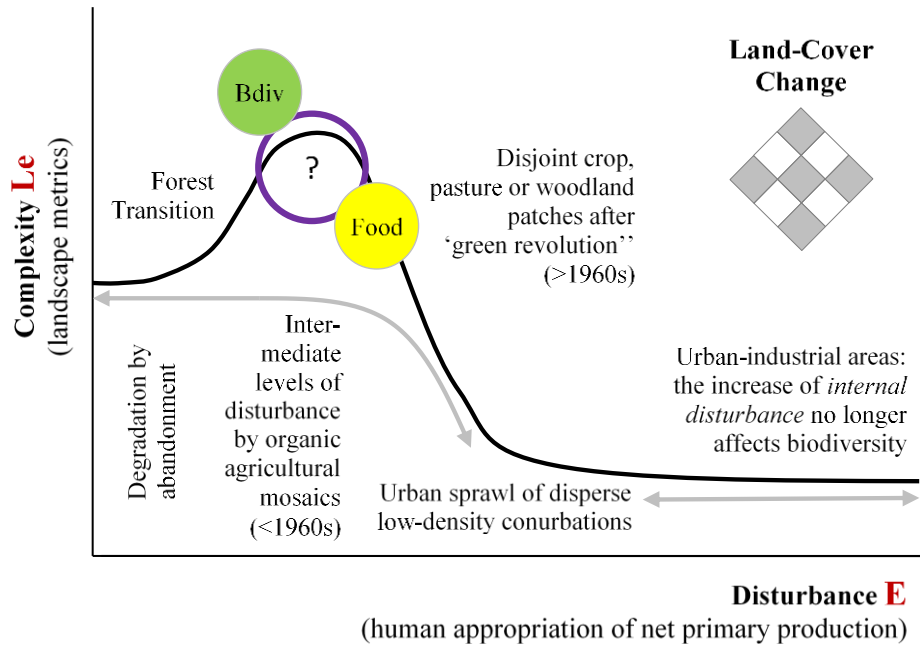 Land-Cover
Change
Bdiv
?
Food
Forest
Transition
Disjoint crop,
pasture or woodland
patches after
‘green revolution’’
(>1960s)
Complexity Le
(landscape metrics)
Degradation by
abandonment
Inter-
mediate
levels of
disturbance
by organic
agricultural
mosaics
(<1960s)
Urban-industrial areas:
the increase of internal
disturbance no longer
affects biodiversity
Urban sprawl of disperse
low-density conurbations
Disturbance E
(human appropriation of net primary production)